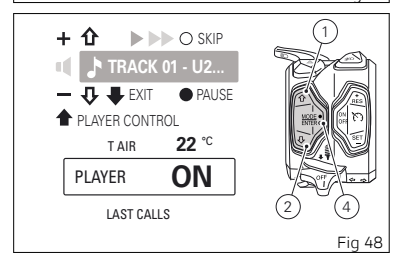 + SKIP
TRACK 01 - U2...
− EXIT PAUSE
PLAYER CONTROL
T AIR 22 °C
PLAYER ON
LAST CALLS
1
RES
MODE
ENTER
ON
OFF
SET
OFF
2
4
Fig 48